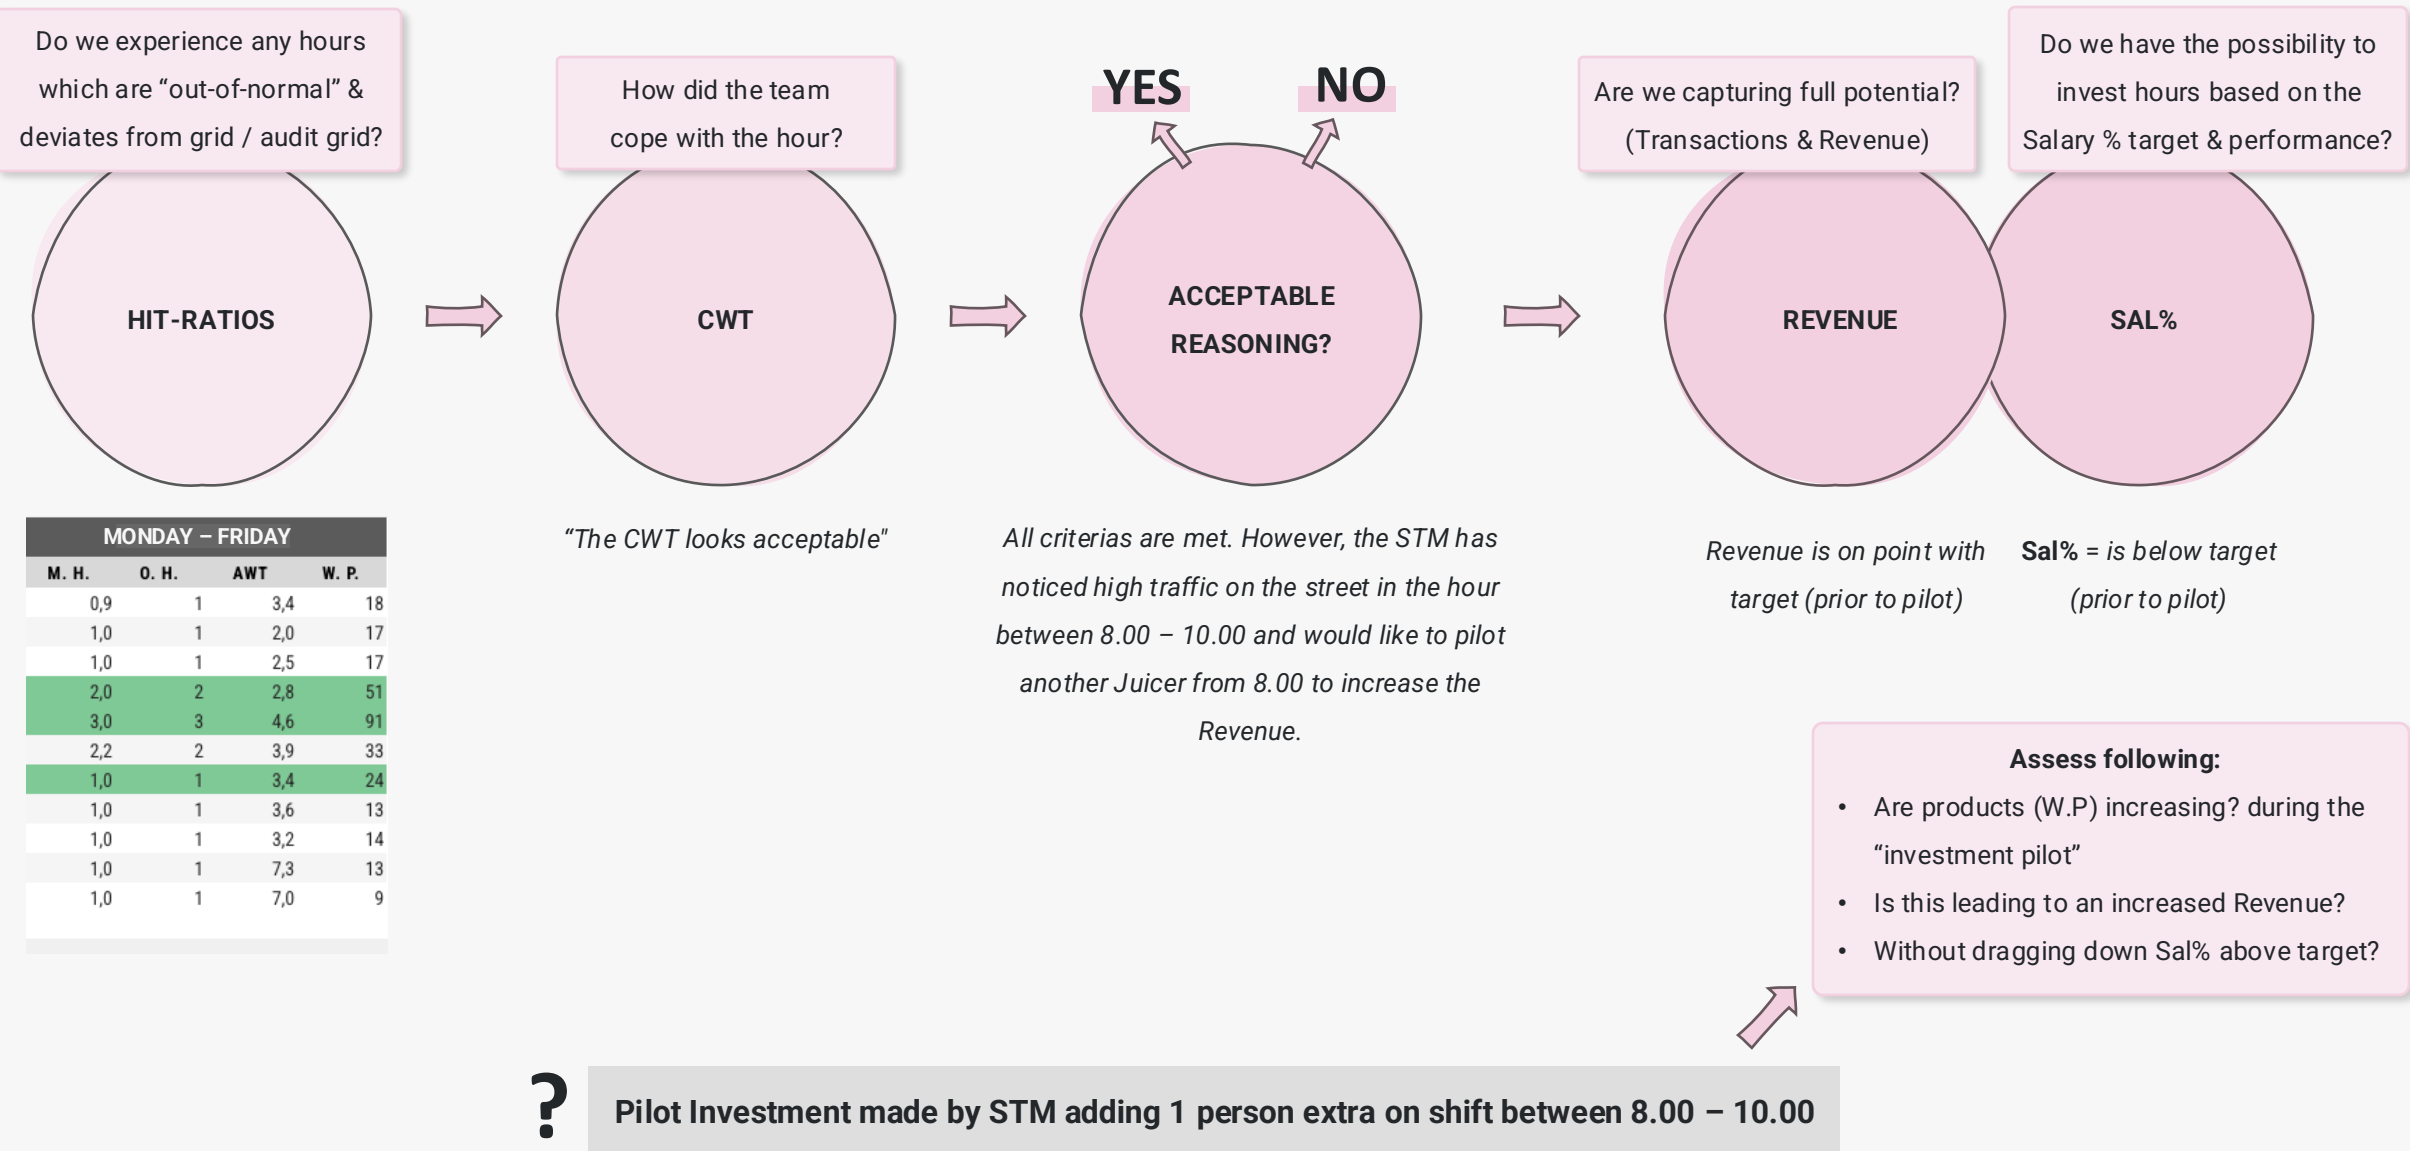 Do we experience any hours
which are “out-of-normal” &
deviates from grid / audit grid?
HIT-RATIOS
How did the team
cope with the hour?
CWT
YES
NO
ACCEPTABLE
REASONING?
Are we capturing full potential?
(Transactions & Revenue)
REVENUE
Do we have the possibility to
invest hours based on the
Salary % target & performance?
SAL%
MONDAY – FRIDAY
M. H. O. H. AWT W. P.
0,9 1 3,4 18
1,0 1 2,0 17
1,0 1 2,5 17
2,0 2 2,8 51
3,0 3 4,6 91
2,2 2 3,9 33
1,0 1 3,4 24
1,0 1 3,6 13
1,0 1 3,2 14
1,0 1 7,3 13
1,0 1 7,0 9
“The CWT looks acceptable"
All criterias are met. However, the STM has
noticed high traffic on the street in the hour
between 8.00 – 10.00 and would like to pilot
another Juicer from 8.00 to increase the
Revenue.
Revenue is on point with
target (prior to pilot)
Sal% = is below target
(prior to pilot)
Assess following:
• Are products (W.P) increasing? during the
“investment pilot”
• Is this leading to an increased Revenue?
• Without dragging down Sal% above target?
?
Pilot Investment made by STM adding 1 person extra on shift between 8.00 – 10.00